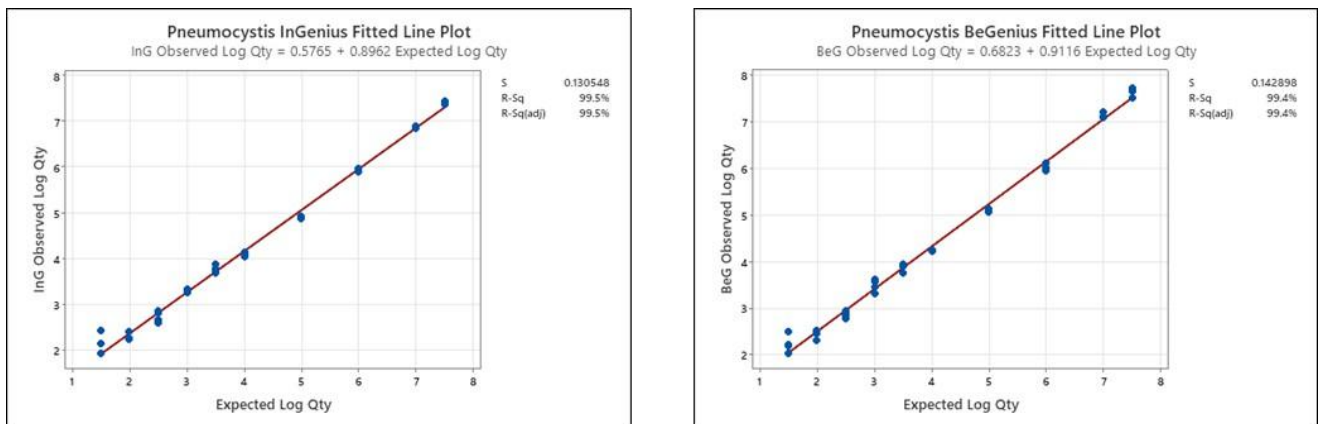 Pneumocystis InGenius Fitted Line Plot
InG Observed Log Qty = 0.5765 + 0.8962 Expected Log Qty
S 0.130548
R-Sq 99.5%
R-Sq(adj) 99.5%
InG Observed Log Qty
8
7
6
5
4
3
2
1 2 3 4 5 6 7 8
Expected Log Qty
Pneumocystis BeGenius Fitted Line Plot
BeG Observed Log Qty = 0.6823 + 0.9116 Expected Log Qty
S 0.142898
R-Sq 99.4%
R-Sq(adj) 99.4%
BeG Observed Log Qty
8
7
6
5
4
3
2
1 2 3 4 5 6 7 8
Expected Log Qty